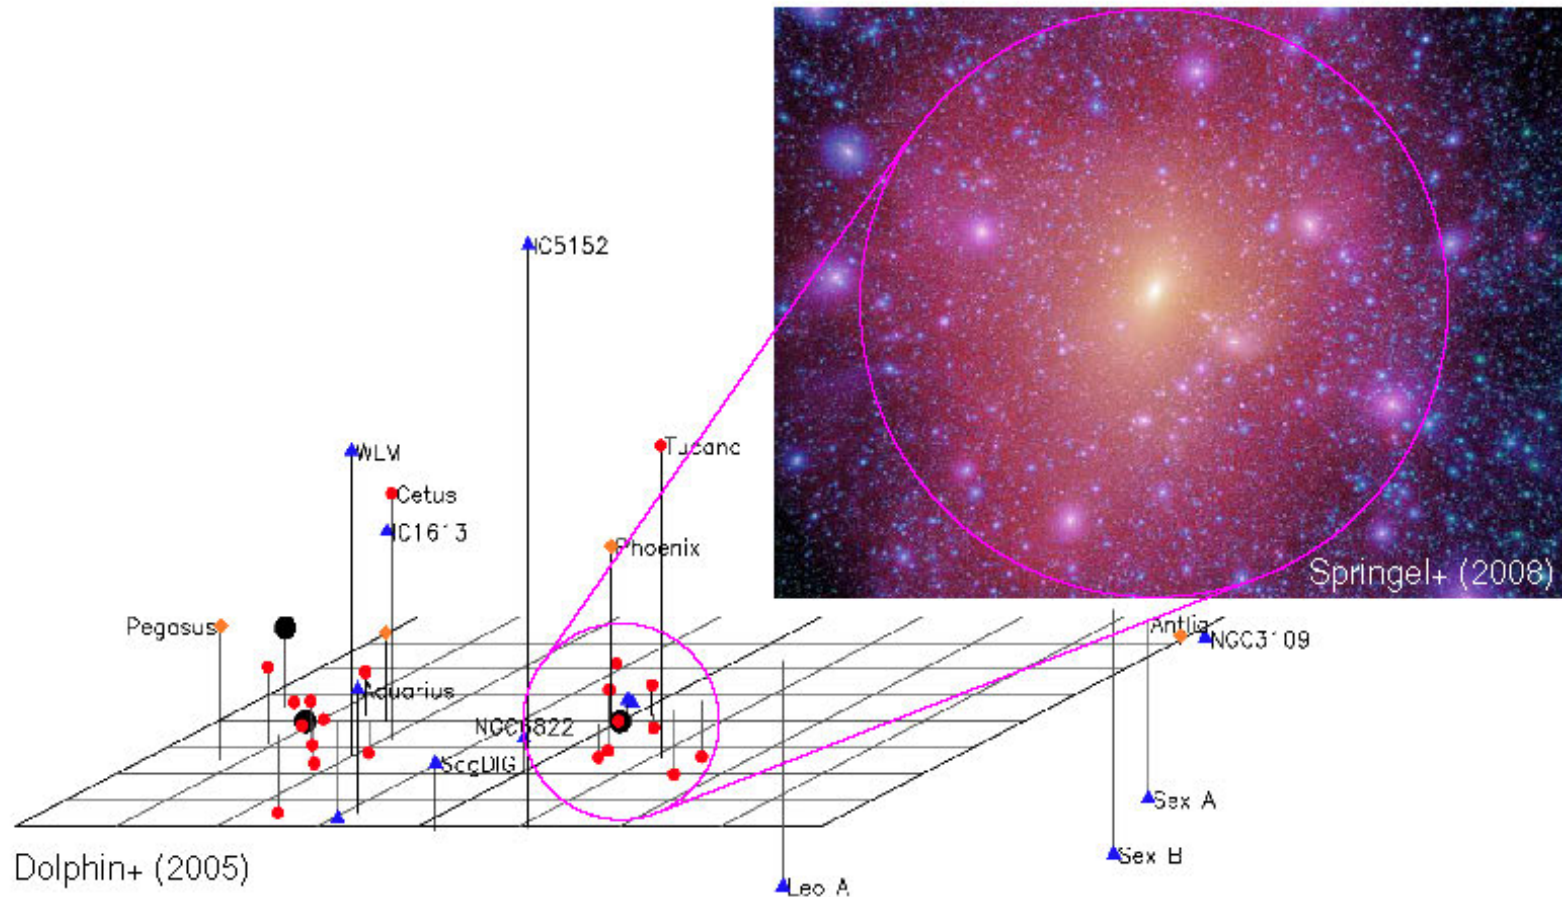 IC5152
WLM
Tucana
Cetus
IC1613
Phoenix
Springel+ (2008)
Pegasus
Antlia
NGC3109
Aquarius
NGC6822
SagDIG
Sex A
Sex B
Dolphin+ (2005)
Leo A